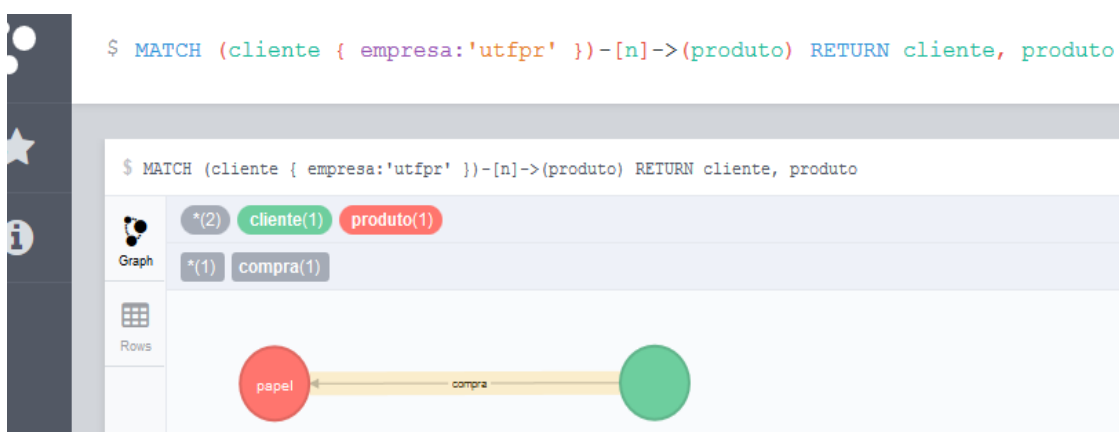 $ MATCH (cliente { empresa:'utfpr' })-[n]->(produto) RETURN cliente, produto
$ MATCH (cliente { empresa:'utfpr' })-[n]->(produto) RETURN cliente, produto
*(2) cliente(1) produto(1)
Graph
*(1) compra(1)
Rows
papel compra